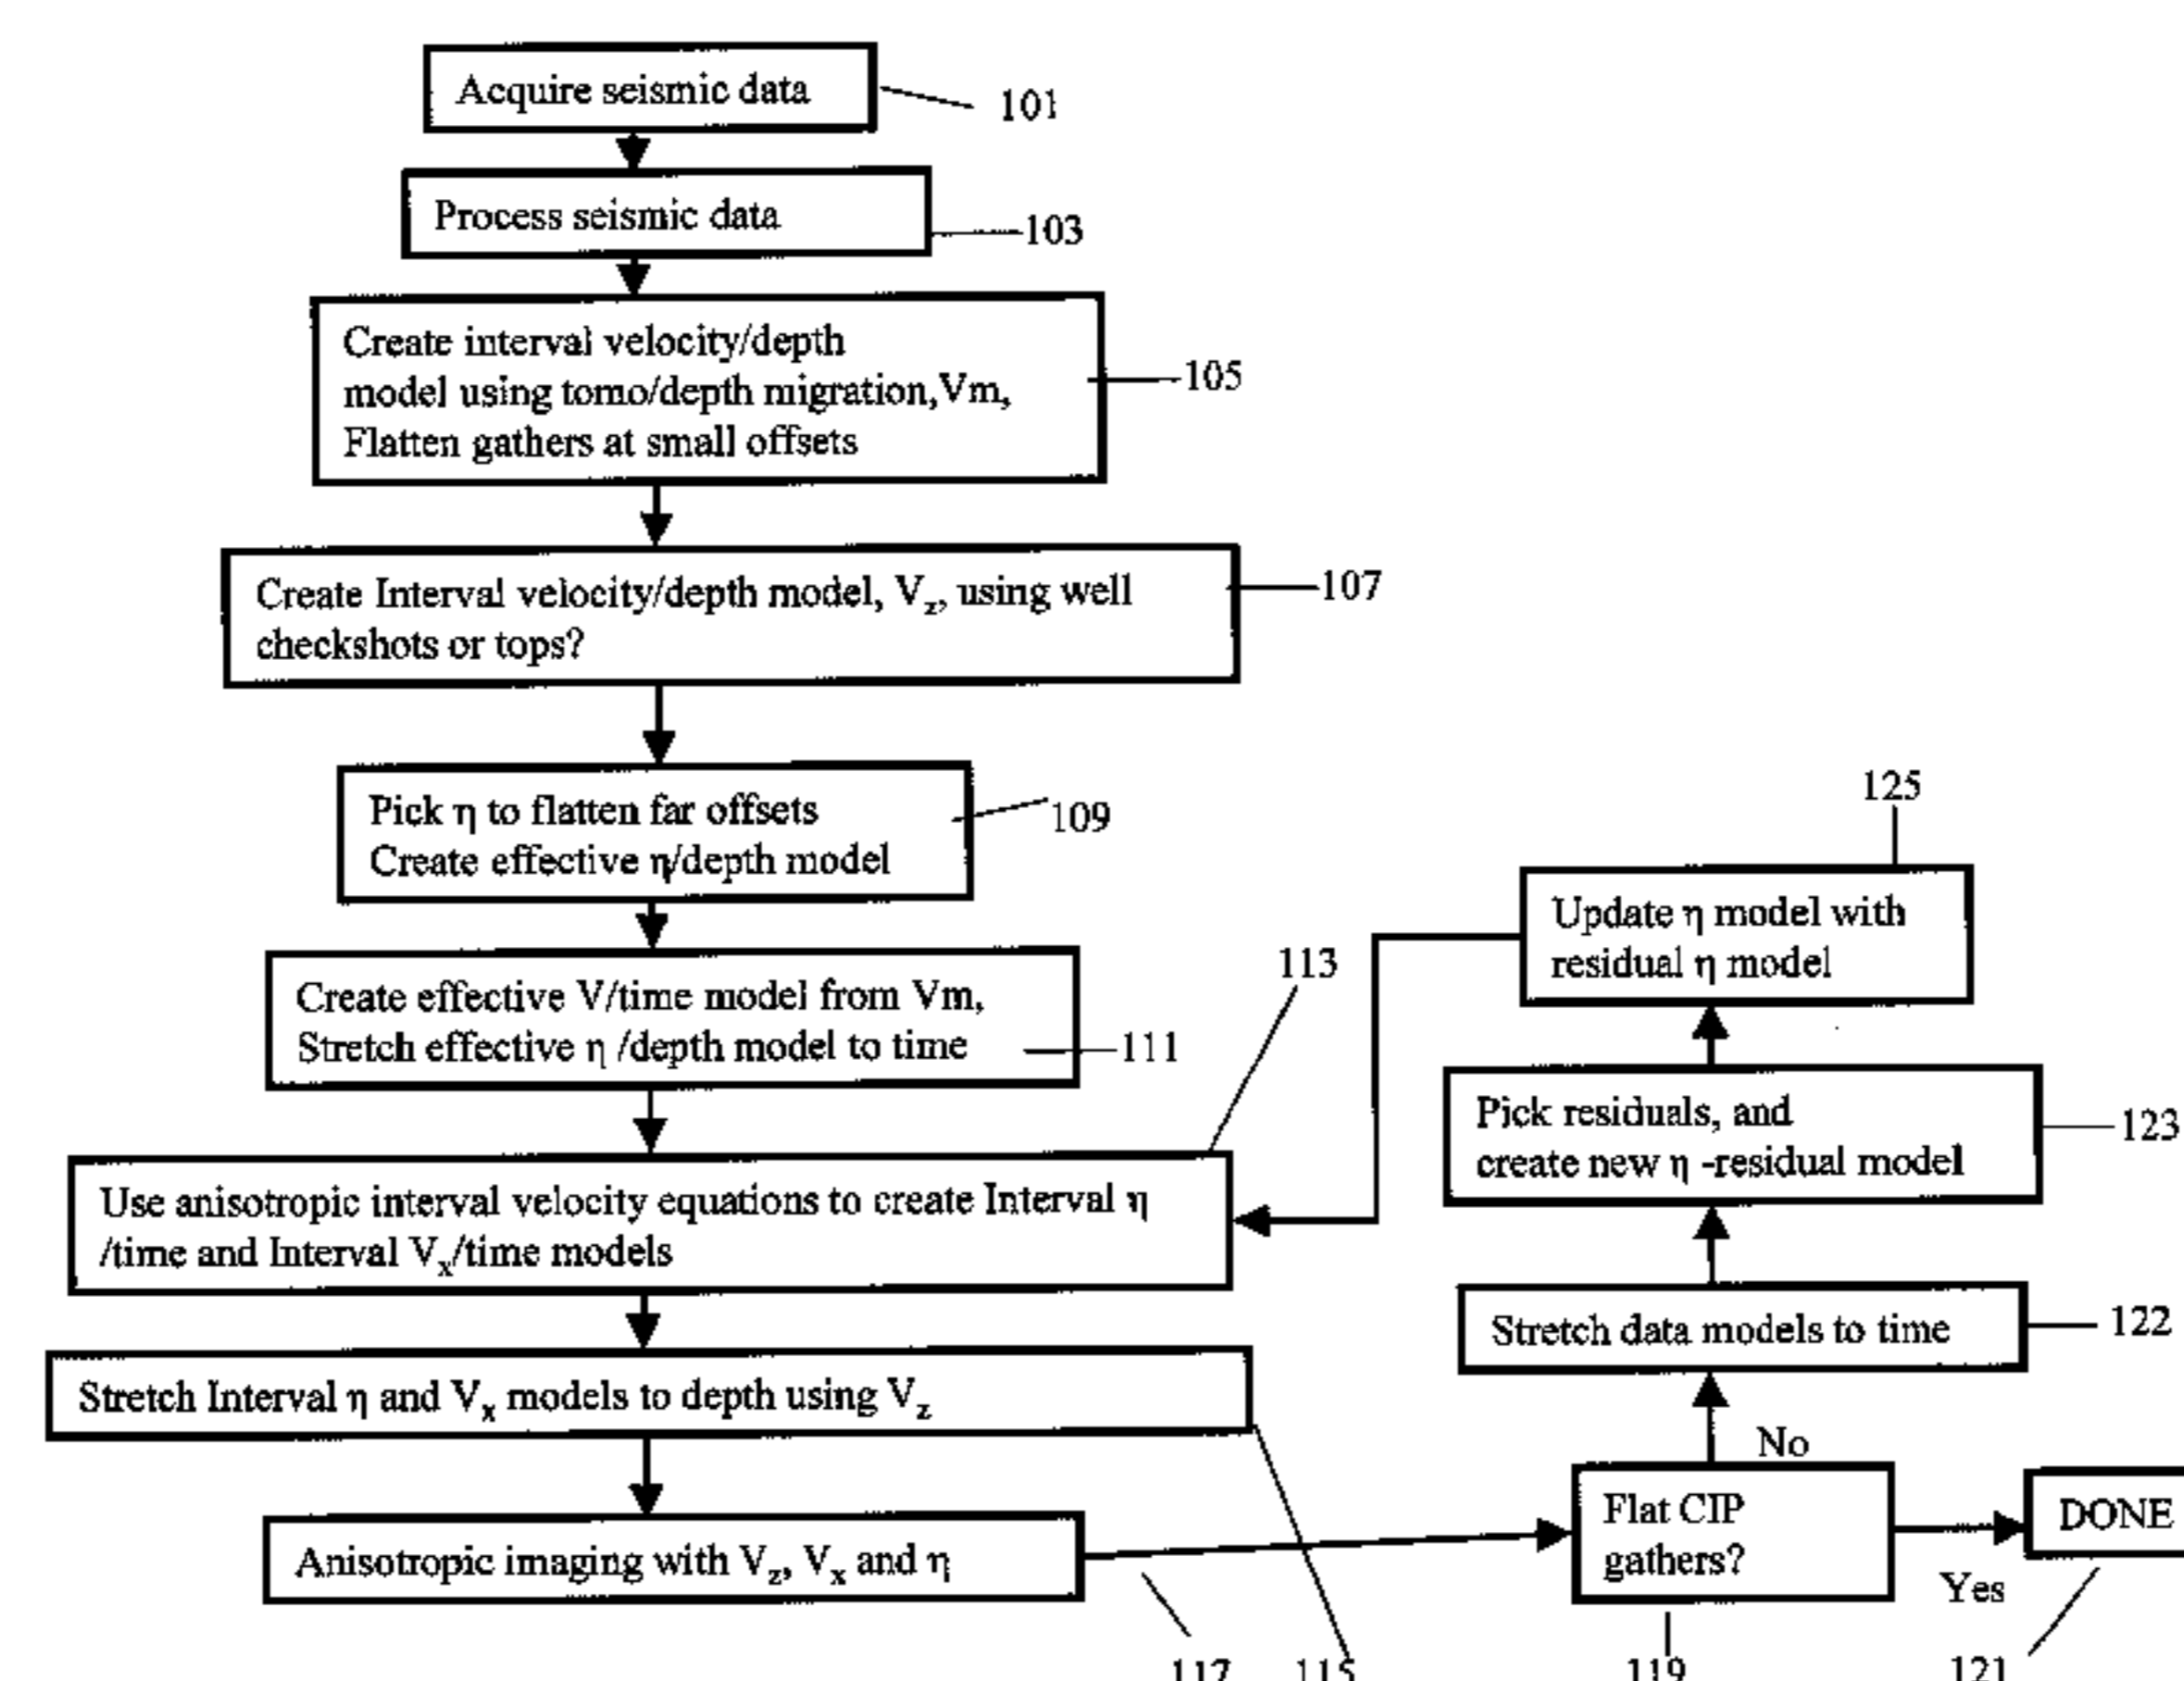 Acquire seismic data
101
Process seismic data
103
Create interval velocity/depth
model using tomo/depth migration,Vm,
Flatten gathers at small offsets
105
Create Interval velocity/depth model, Vz, using well
checkshots or tops?
107
Pick η to flatten far offsets
Create effective η/depth model
109
Create effective V/time model from Vm,
Stretch effective η /depth model to time
111
113
Use anisotropic interval velocity equations to create Interval η
/time and Interval Vx/time models
Stretch Interval η and Vx models to depth using Vz
Anisotropic imaging with Vz, Vx and η
117
115
125
Update η model with
residual η model
Pick residuals, and
create new η -residual model
123
Stretch data models to time
122
No
Flat CIP
gathers?
DONE
Yes
119
121